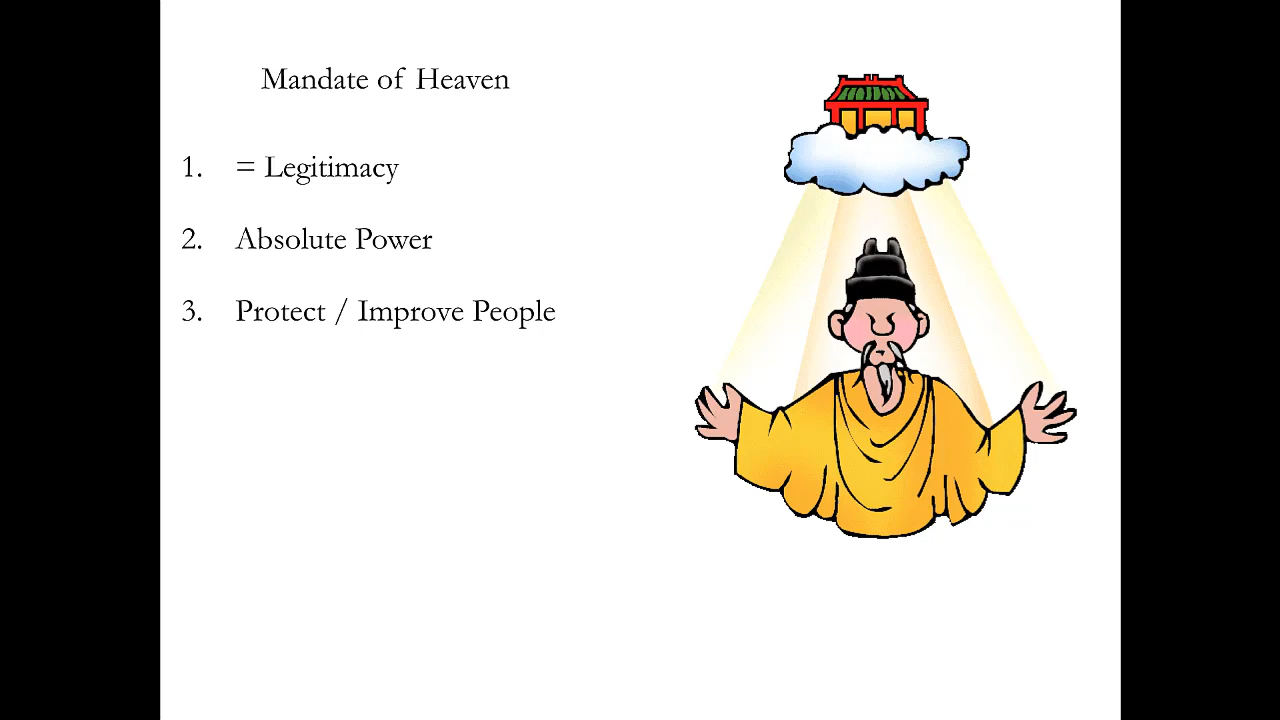 Mandate of Heaven
1. = Legitimacy
2. Absolute Power
3. Protect / Improve People